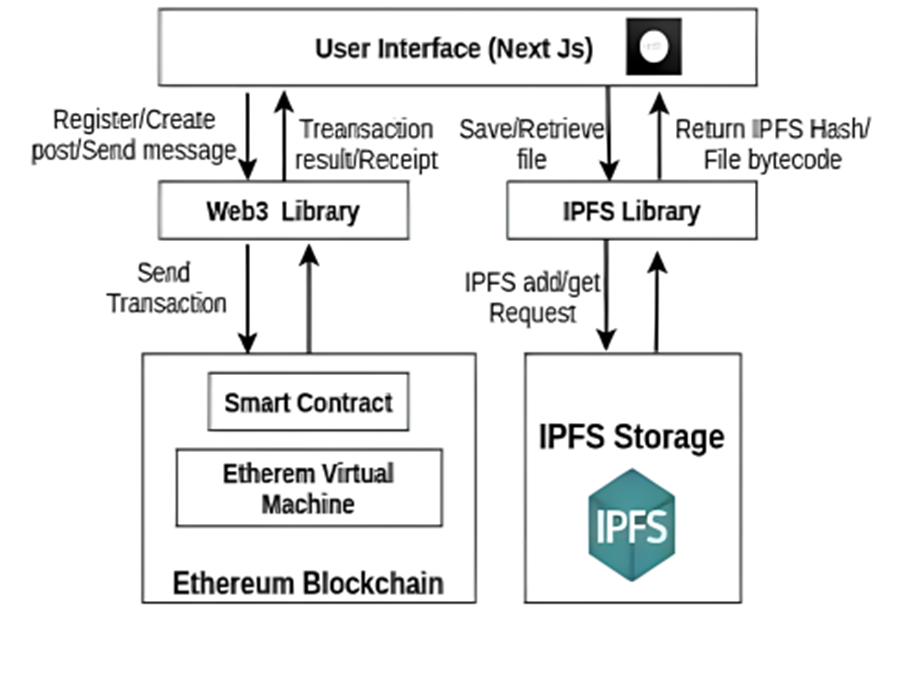 User Interface (Next Js)
Register/Create
post/Send message
Treansaction
result/Receipt
Save/Retrieve
file
Return IPFS Hash/
File bytecode
Web3 Library
IPFS Library
Send
Transaction
IPFS add/get
Request
Smart Contract
Etherem Virtual
Machine
Ethereum Blockchain
IPFS Storage
IPFS